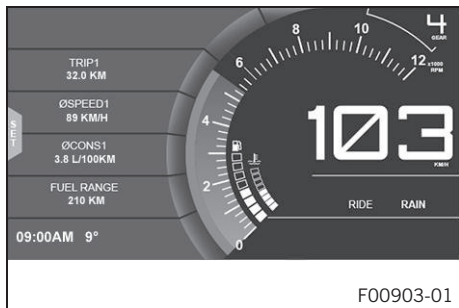 TRIP1
32.0 KM
ØSPEED1
89 KM/H
ØCONS1
3.8 L/100KM
FUEL RANGE
210 KM
SET
09:00AM 9°
0
2
4
6
8
10
12
x1000
RPM
4
GEAR
103
KM/H
RIDE RAIN
F00903-01